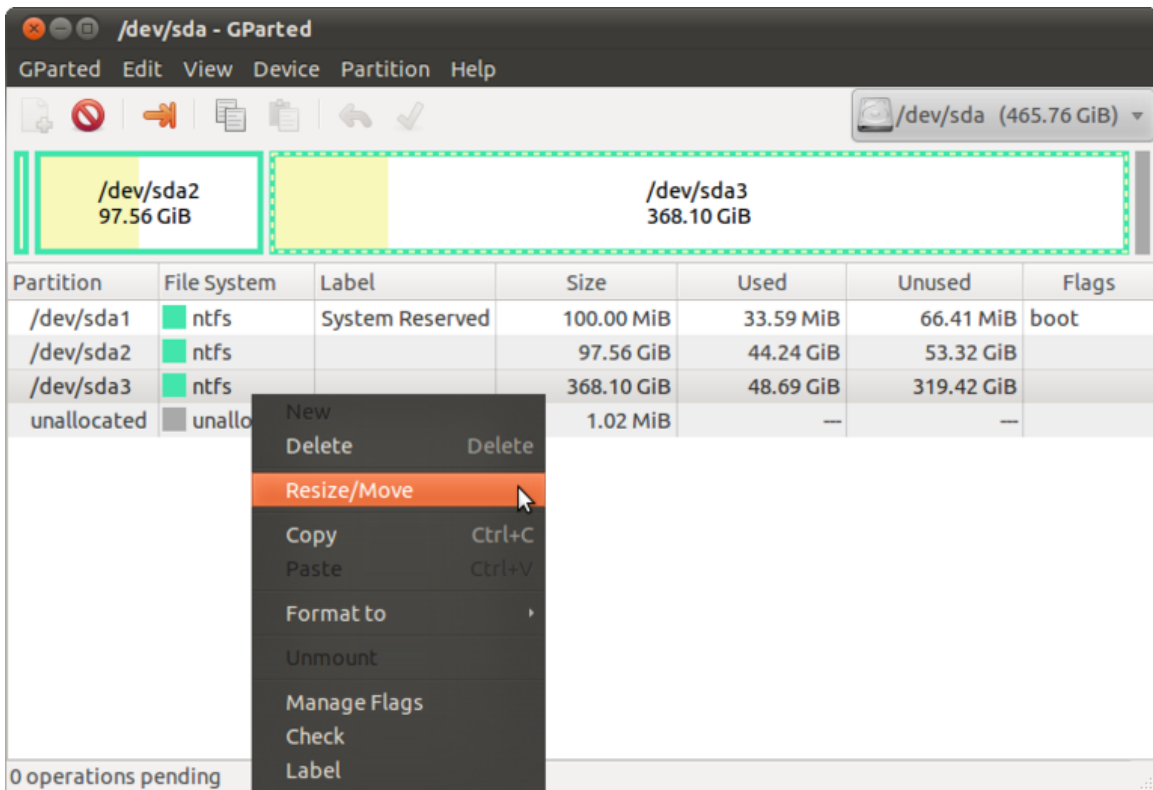 /dev/sda - GParted
GParted Edit View Device Partition Help
/dev/sda (465.76 GiB)
/dev/sda2
97.56 GiB
/dev/sda3
368.10 GiB
Partition File System Label Size Used Unused Flags
/dev/sda1 ntfs System Reserved 100.00 MiB 33.59 MiB 66.41 MiB boot
/dev/sda2 ntfs 97.56 GiB 44.24 GiB 53.32 GiB
/dev/sda3 ntfs 368.10 GiB 48.69 GiB 319.42 GiB
unallocated unallo 1.02 MiB --- ---
New
Delete Delete
Resize/Move
Copy Ctrl+C
Paste Ctrl+V
Format to
Unmount
Manage Flags
Check
Label
0 operations pending